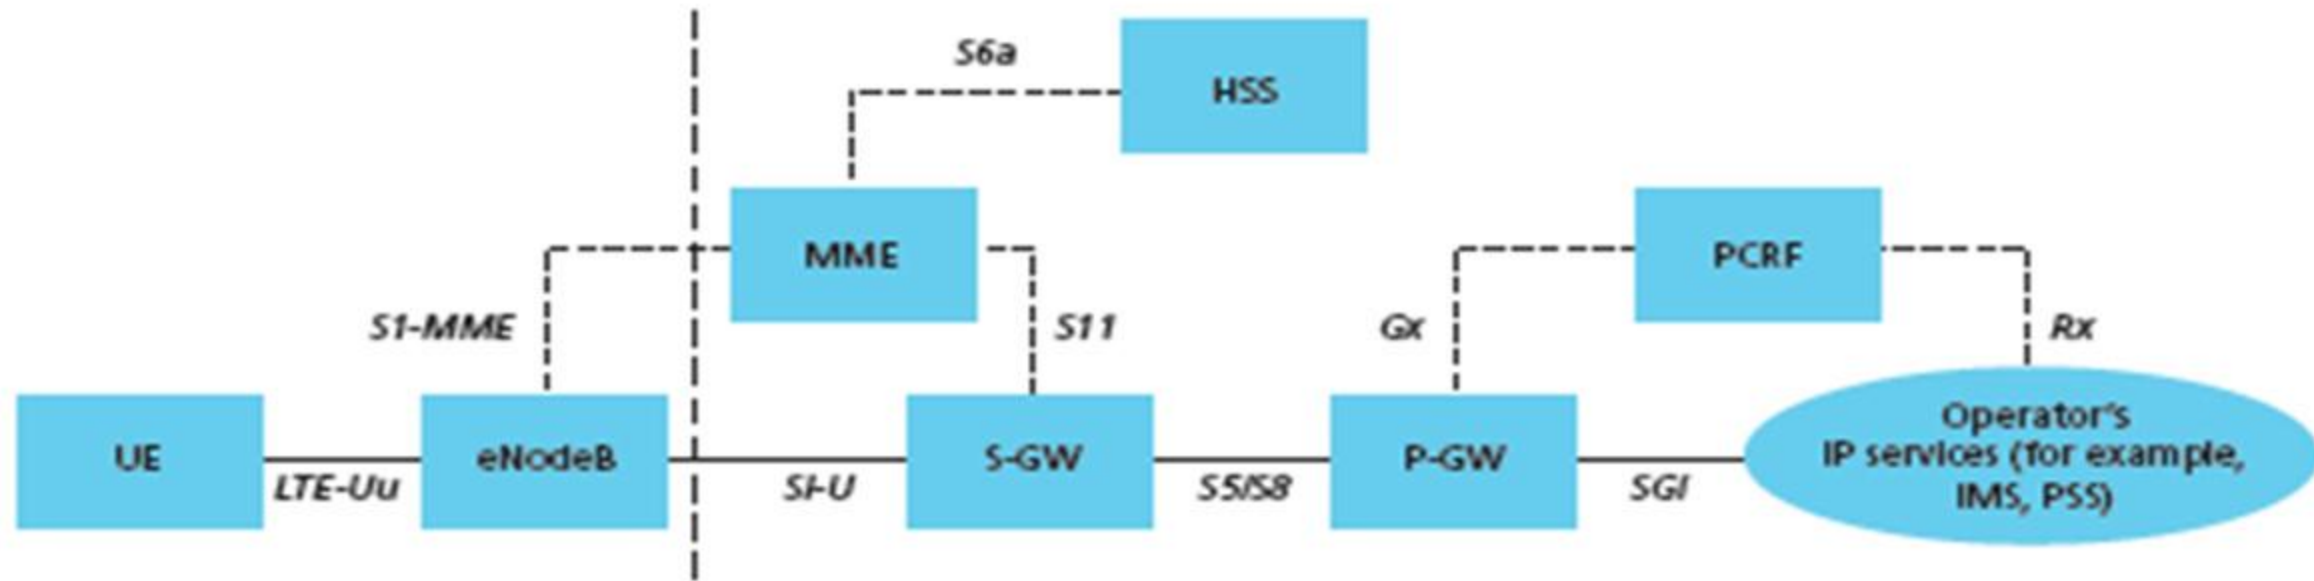 S6a
HSS
MME
PCRF
S1-MME
S11
Gx
Rx
UE
eNodeB
S-GW
P-GW
Operator's
IP services (for example,
IMS, PSS)
LTE-Uu
SI-U
S5/S8
SGI